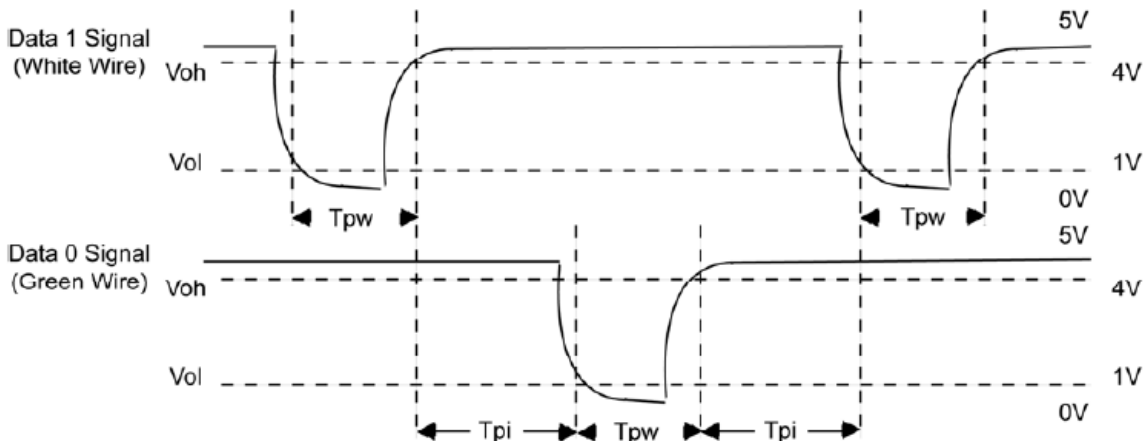 5V
Data 1 Signal
(White Wire)
Voh
4V
Vol
1V
0V
Tpw
Tpw
5V
Data 0 Signal
(Green Wire)
Voh
4V
Vol
1V
0V
Tpi
Tpw
Tpi